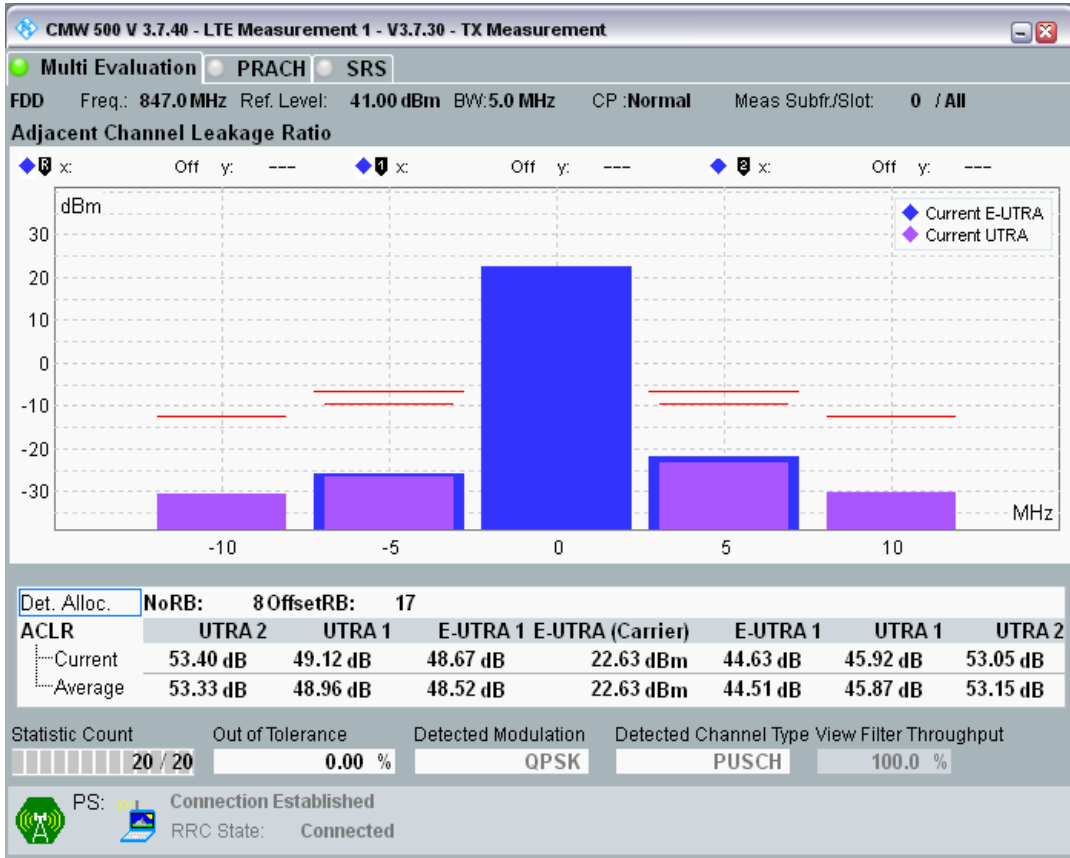 CMW 500 V 3.7.40 - LTE Measurement 1 - V3.7.30 - TX Measurement
Multi Evaluation PRACH SRS
FDD Freq.: 847.0 MHz Ref. Level: 41.00 dBm BW: 5.0 MHz CP :Normal Meas Subfr./Slot: 0 / All
Adjacent Channel Leakage Ratio
R x: Off y: --- 1 x: Off y: --- 2 x: Off y: ---
dBm
Current E-UTRA
Current UTRA
30
20
10
0
-10
-20
-30
MHz
-10 -5 0 5 10
Det. Alloc. NoRB: 8 OffsetRB: 17
ACLR UTRA 2 UTRA 1 E-UTRA 1 E-UTRA (Carrier) E-UTRA 1 UTRA 1 UTRA 2
Current 53.40 dB 49.12 dB 48.67 dB 22.63 dBm 44.63 dB 45.92 dB 53.05 dB
Average 53.33 dB 48.96 dB 48.52 dB 22.63 dBm 44.51 dB 45.87 dB 53.15 dB
Statistic Count Out of Tolerance Detected Modulation Detected Channel Type View Filter Throughput
20 / 20 0.00 % QPSK PUSCH 100.0 %
PS: Connection Established
RRC State: Connected